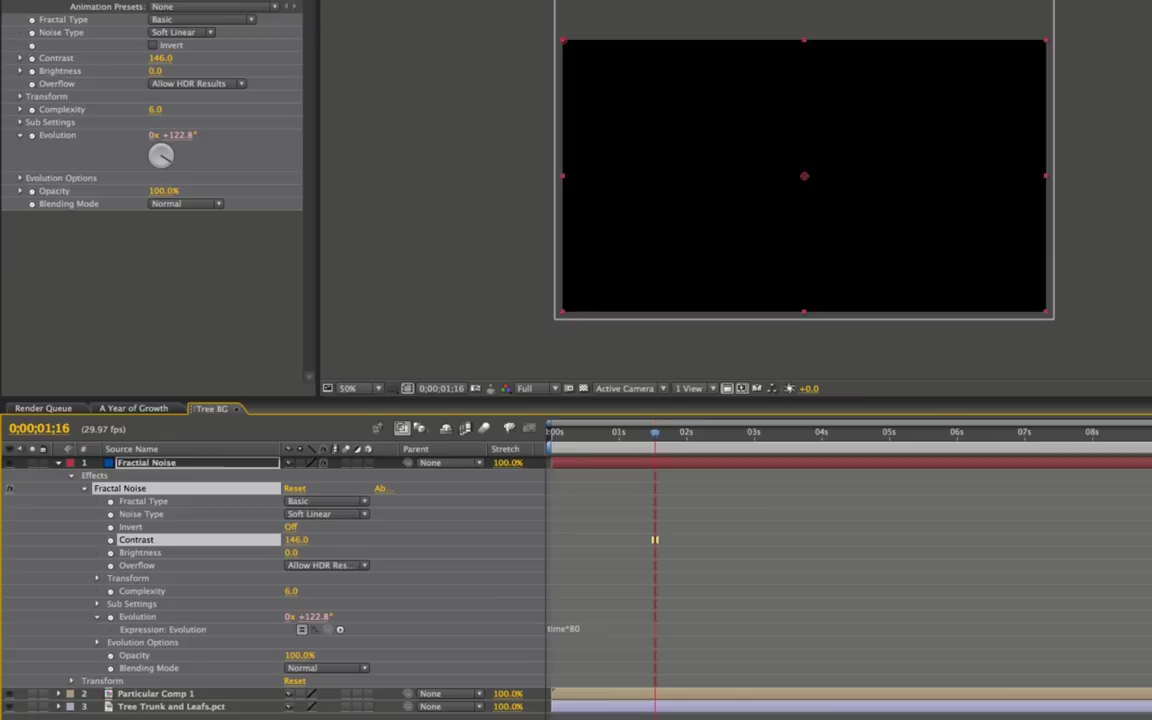 Animation Presets: None
Fractal Type Basic
Noise Type Soft Linear
Invert
Contrast 146.0
Brightness 0.0
Overflow Allow HDR Results
Transform
Complexity 6.0
Sub Settings
Evolution 0x +122.8°
Evolution Options
Opacity 100.0%
Blending Mode Normal
50% 0;00;01;16 Full Active Camera 1 View +0.0
Render Queue A Year of Growth Tree BG
0;00;01;16 (29.97 fps) :00s 01s 02s 03s 04s 05s 06s 07s 08s
# Source Name Parent Stretch
1 Fractial Noise None 100.0%
Effects
fx Fractal Noise Reset Ab...
Fractal Type Basic
Noise Type Soft Linear
Invert Off
Contrast 146.0
Brightness 0.0
Overflow Allow HDR Res...
Transform
Complexity 6.0
Sub Settings
Evolution 0x +122.8°
Expression: Evolution time*80
Evolution Options
Opacity 100.0%
Blending Mode Normal
Transform Reset
2 Particular Comp 1 None 100.0%
3 Tree Trunk and Leafs.pct None 100.0%